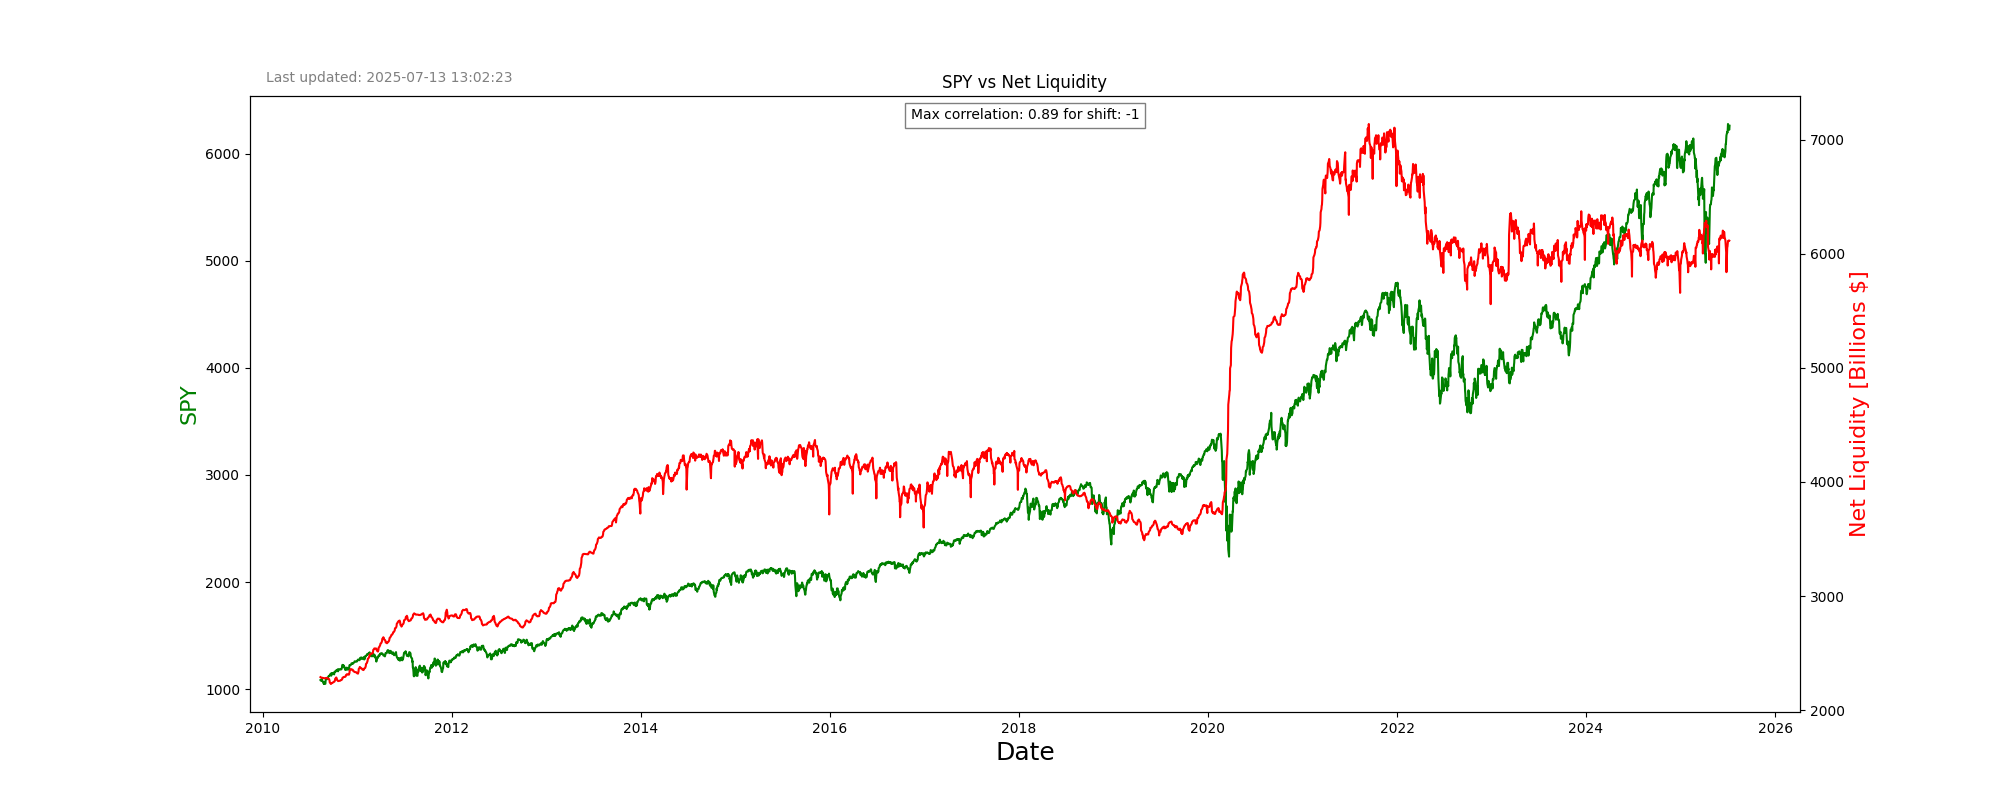 Last updated: 2025-07-13 13:02:23
SPY vs Net Liquidity
Max correlation: 0.89 for shift: -1
6000
5000
4000
3000
2000
1000
SPY
7000
6000
5000
4000
3000
2000
Net Liquidity [Billions $]
2010 2012 2014 2016 2018 2020 2022 2024 2026
Date